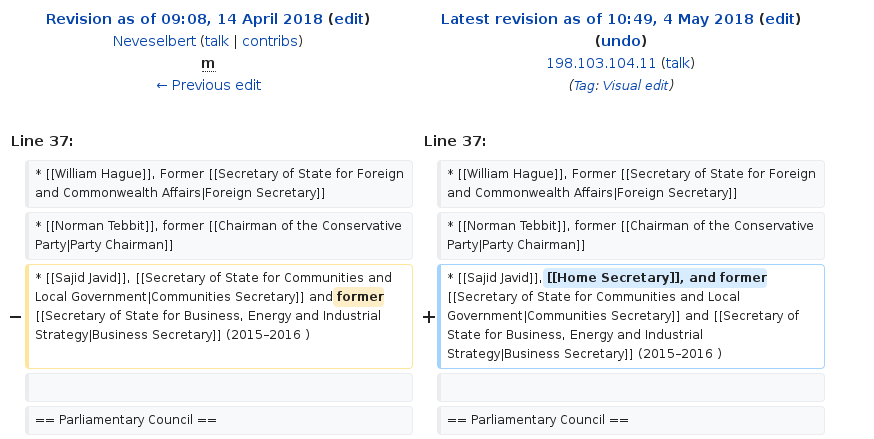 Revision as of 09:08, 14 April 2018 (edit)
Neveselbert (talk | contribs)
m
← Previous edit
Latest revision as of 10:49, 4 May 2018 (edit)
(undo)
198.103.104.11 (talk)
(Tag: Visual edit)
Line 37:
Line 37:
* [[William Hague]], Former [[Secretary of State for Foreign
and Commonwealth Affairs|Foreign Secretary]]
* [[William Hague]], Former [[Secretary of State for Foreign
and Commonwealth Affairs|Foreign Secretary]]
* [[Norman Tebbit]], former [[Chairman of the Conservative
Party|Party Chairman]]
* [[Norman Tebbit]], former [[Chairman of the Conservative
Party|Party Chairman]]
−
* [[Sajid Javid]], [[Secretary of State for Communities and
Local Government|Communities Secretary]] and former
[[Secretary of State for Business, Energy and Industrial
Strategy|Business Secretary]] (2015–2016 )
+
* [[Sajid Javid]], [[Home Secretary]], and former
[[Secretary of State for Communities and Local
Government|Communities Secretary]] and [[Secretary of
State for Business, Energy and Industrial
Strategy|Business Secretary]] (2015–2016 )
== Parliamentary Council ==
== Parliamentary Council ==